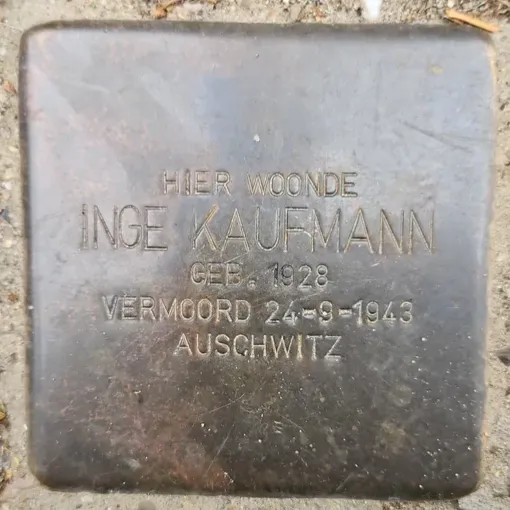 HIER WOONDE
INGE KAUFMANN
GEB. 1928
VERMOORD 24-9-1943
AUSCHWITZ